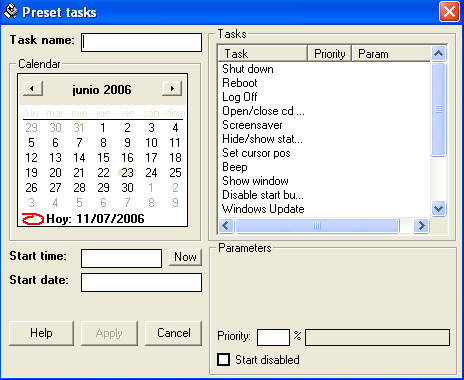 Preset tasks
Task name:
Calendar
junio 2006
lun mar mié jue vie sáb dom
29 30 31 1 2 3 4
5 6 7 8 9 10 11
12 13 14 15 16 17 18
19 20 21 22 23 24 25
26 27 28 29 30 1 2
3 4 5 6 7 8 9
Hoy: 11/07/2006
Start time:
Now
Start date:
Help
Apply
Cancel
Tasks
Task Priority Param
Shut down
Reboot
Log Off
Open/close cd ...
Screensaver
Hide/show stat...
Set cursor pos
Beep
Show window
Disable start bu...
Windows Update
Parameters
Priority: %
Start disabled